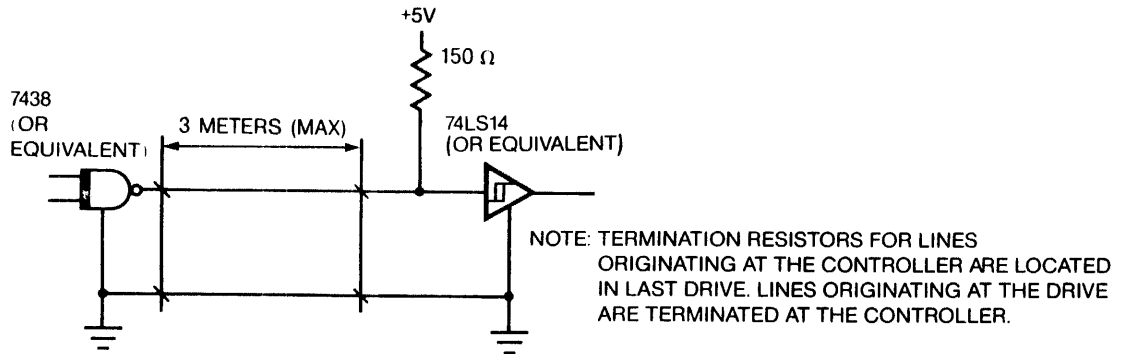 +5V
150 Ω
7438
(OR
EQUIVALENT)
3 METERS (MAX)
74LS14
(OR EQUIVALENT)
NOTE: TERMINATION RESISTORS FOR LINES
ORIGINATING AT THE CONTROLLER ARE LOCATED
IN LAST DRIVE. LINES ORIGINATING AT THE DRIVE
ARE TERMINATED AT THE CONTROLLER.